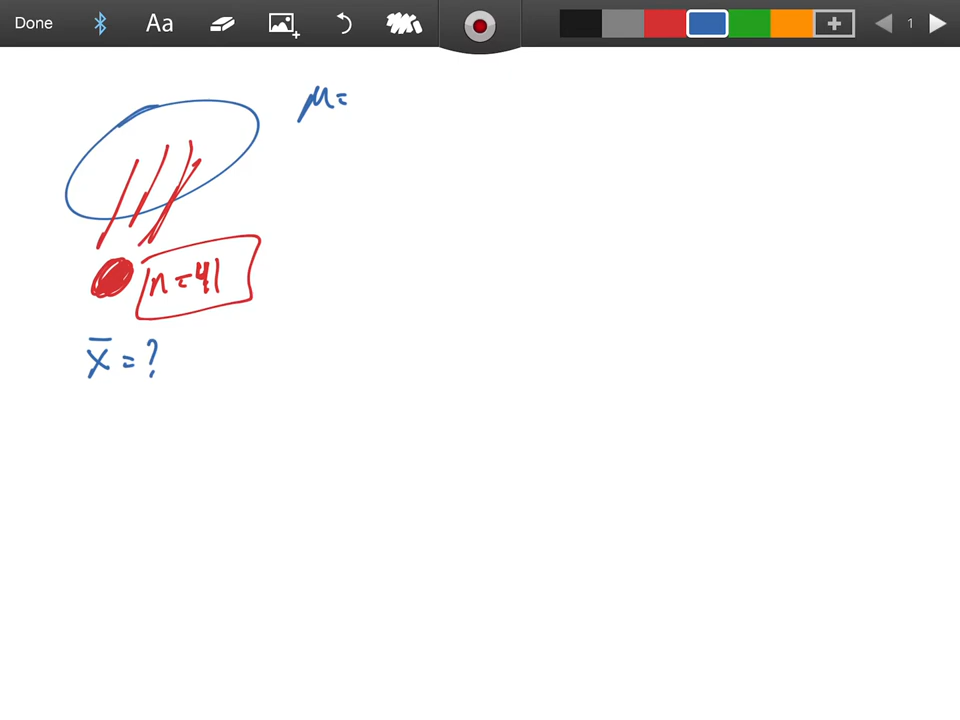 Done Aa 1
μ=
n=41
x̄=?